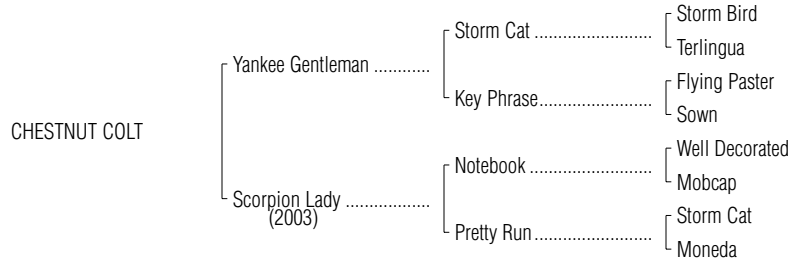 Storm Bird
Storm Cat ............................
Terlingua
Yankee Gentleman ............
Flying Paster
Key Phrase...........................
Sown
CHESTNUT COLT
Well Decorated
Notebook .............................
Mobcap
Scorpion Lady ..................
(2003)
Storm Cat
Pretty Run............................
Moneda